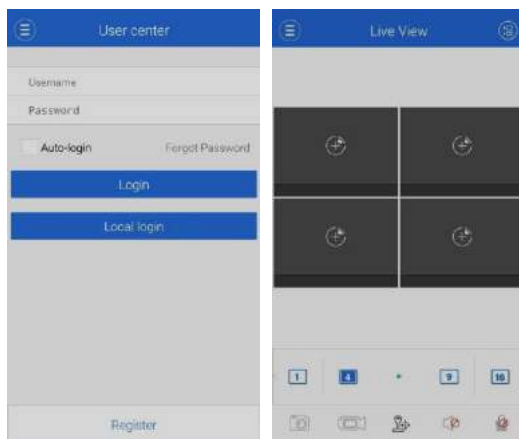 User center
Username
Password
Auto-login
Forgot Password
Login
Local login
Register
Live View
1
4
9
16